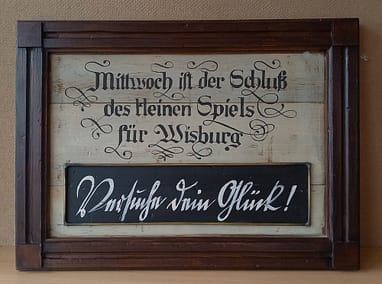 Mittwoch iſt der Schluß
des kleinen Spiels
für Wisburg
Verſuche dein Glück!